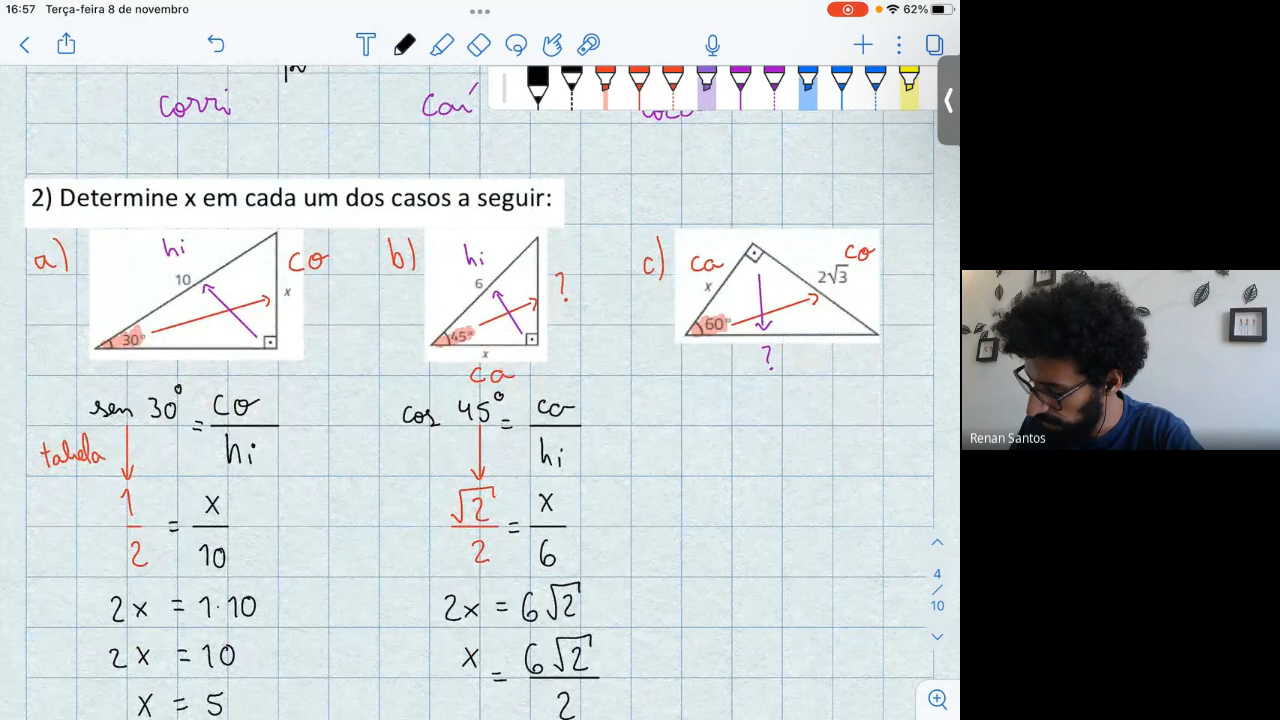 16:57 Terça-feira 8 de novembro
62%
T
corri
Caí
2) Determine x em cada um dos casos a seguir:
a) hi
10
co
x
30°
b) hi
6
?
45°
x
ca
c) ca
x
co
2√3
60°
?
sen 30° = co/hi
tabela
1/2 = x/10
2x = 1·10
2x = 10
x = 5
cos 45° = ca/hi
√2/2 = x/6
2x = 6√2
x = 6√2/2
4
/
10
Renan Santos